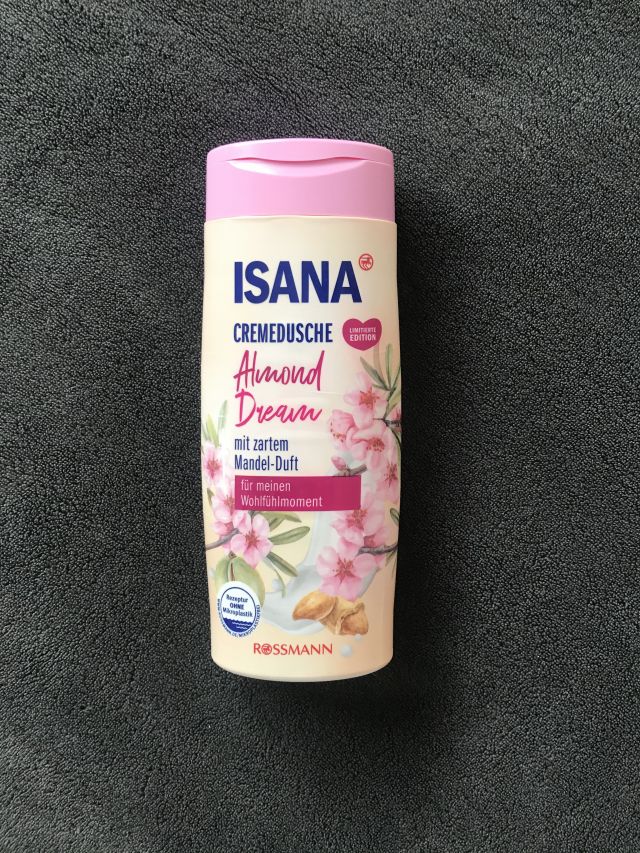 ISANA
CREMEDUSCHE
LIMITIERTE
EDITION
Almond
Dream
mit zartem
Mandel-Duft
für meinen
Wohlfühlmoment
Rezeptur
OHNE
Mikroplastik
ROSSMANN